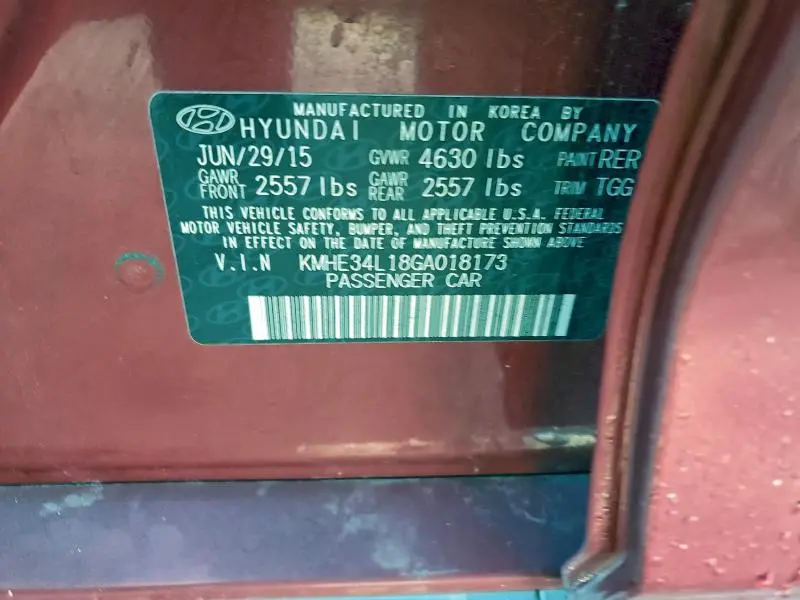 MANUFACTURED IN KOREA BY
HYUNDAI MOTOR COMPANY
JUN/29/15 GVWR 4630 lbs PAINT RER
GAWR FRONT 2557 lbs GAWR REAR 2557 lbs TRIM TGG
THIS VEHICLE CONFORMS TO ALL APPLICABLE U.S.A. FEDERAL
MOTOR VEHICLE SAFETY, BUMPER, AND THEFT PREVENTION STANDARDS
IN EFFECT ON THE DATE OF MANUFACTURE SHOWN ABOVE
V.I.N KMHE34L18GA018173
PASSENGER CAR